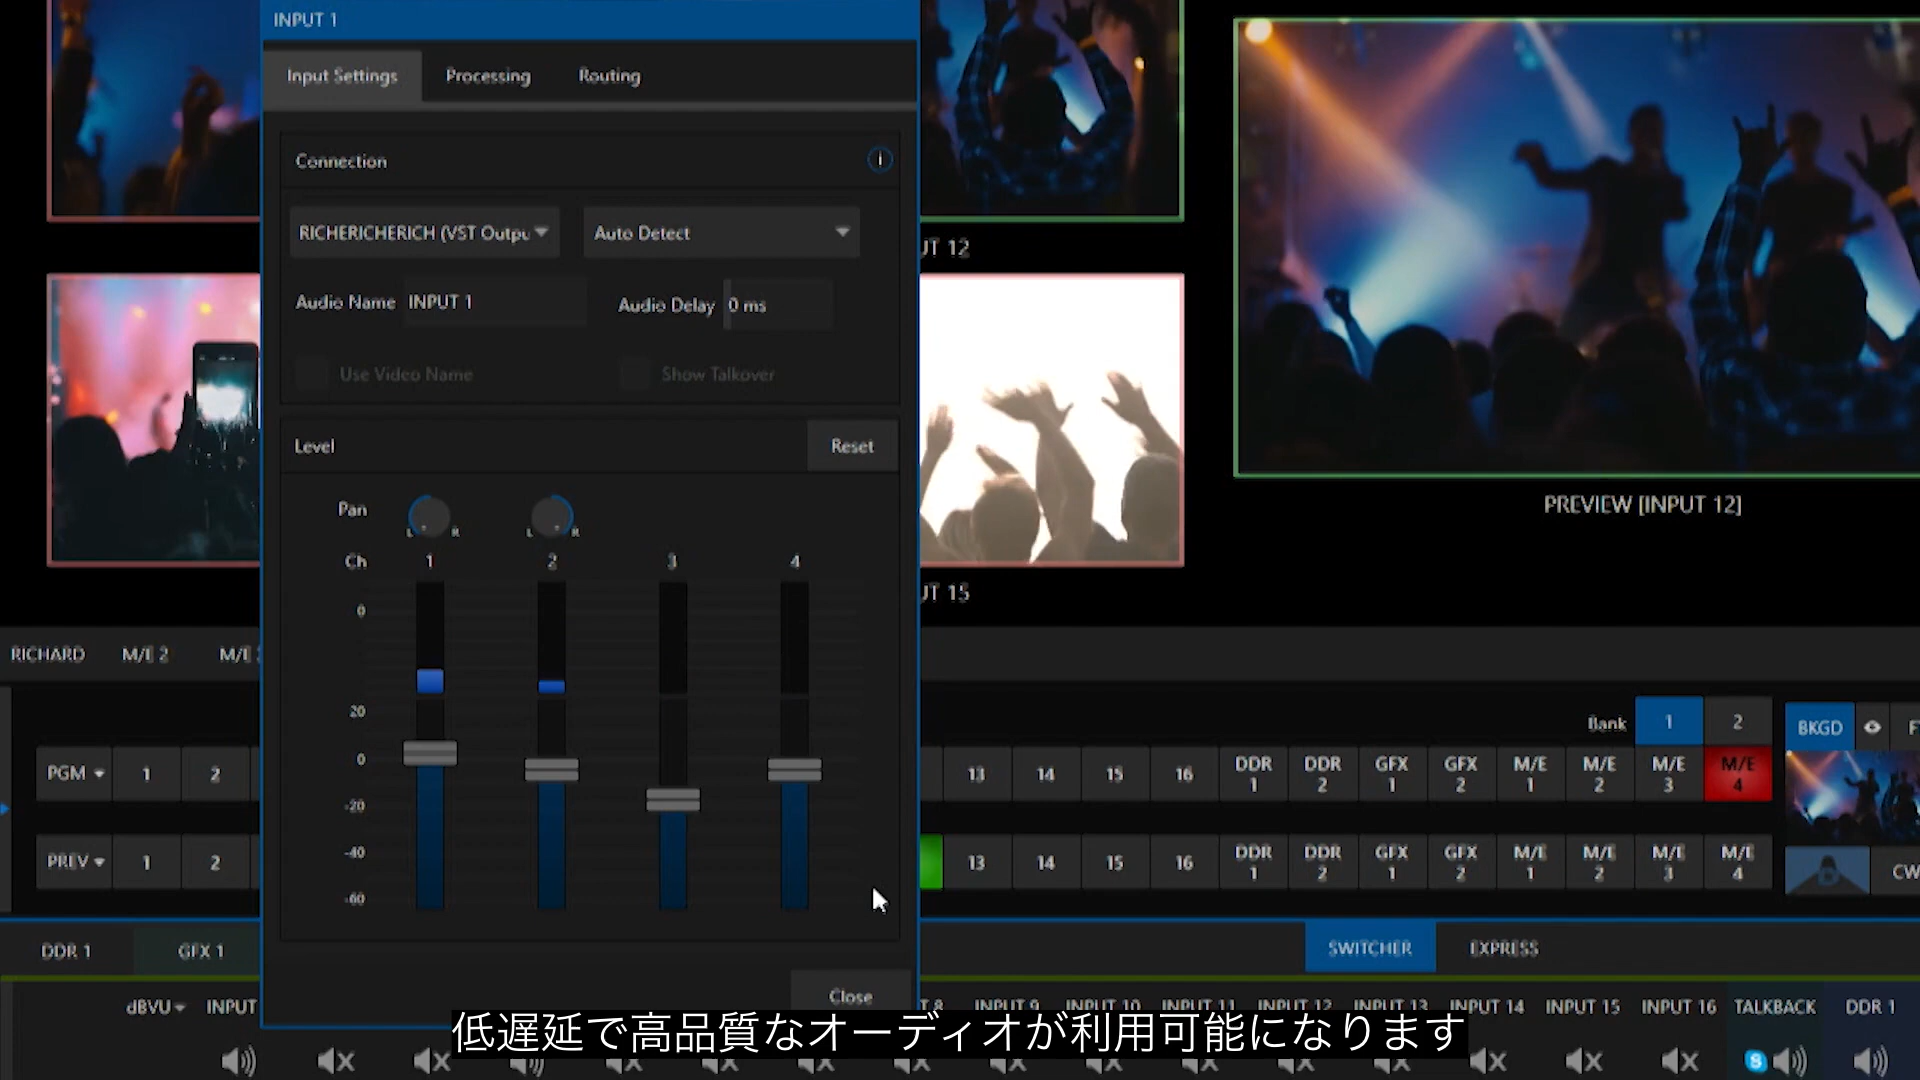 INPUT 1
Input Settings Processing Routing
Connection
RICHERICHERICH (VST Outpu Auto Detect
Audio Name INPUT 1 Audio Delay 0 ms
Use Video Name Show Talkover
Level Reset
Pan
L R L R
Ch 1 2 3 4
0
20
0
-20
-40
-60
Close
UT 12
UT 15
PREVIEW [INPUT 12]
RICHARD M/E 2 M/E 3
Bank 1 2 BKGD
PGM 1 2 13 14 15 16 DDR 1 DDR 2 GFX 1 GFX 2 M/E 1 M/E 2 M/E 3 M/E 4
PREV 1 2 13 14 15 16 DDR 1 DDR 2 GFX 1 GFX 2 M/E 1 M/E 2 M/E 3 M/E 4 CW
DDR 1 GFX 1 SWITCHER EXPRESS
dBVU INPUT T 8 INPUT 9 INPUT 10 INPUT 11 INPUT 12 INPUT 13 INPUT 14 INPUT 15 INPUT 16 TALKBACK DDR 1
低遅延で高品質なオーディオが利用可能になります